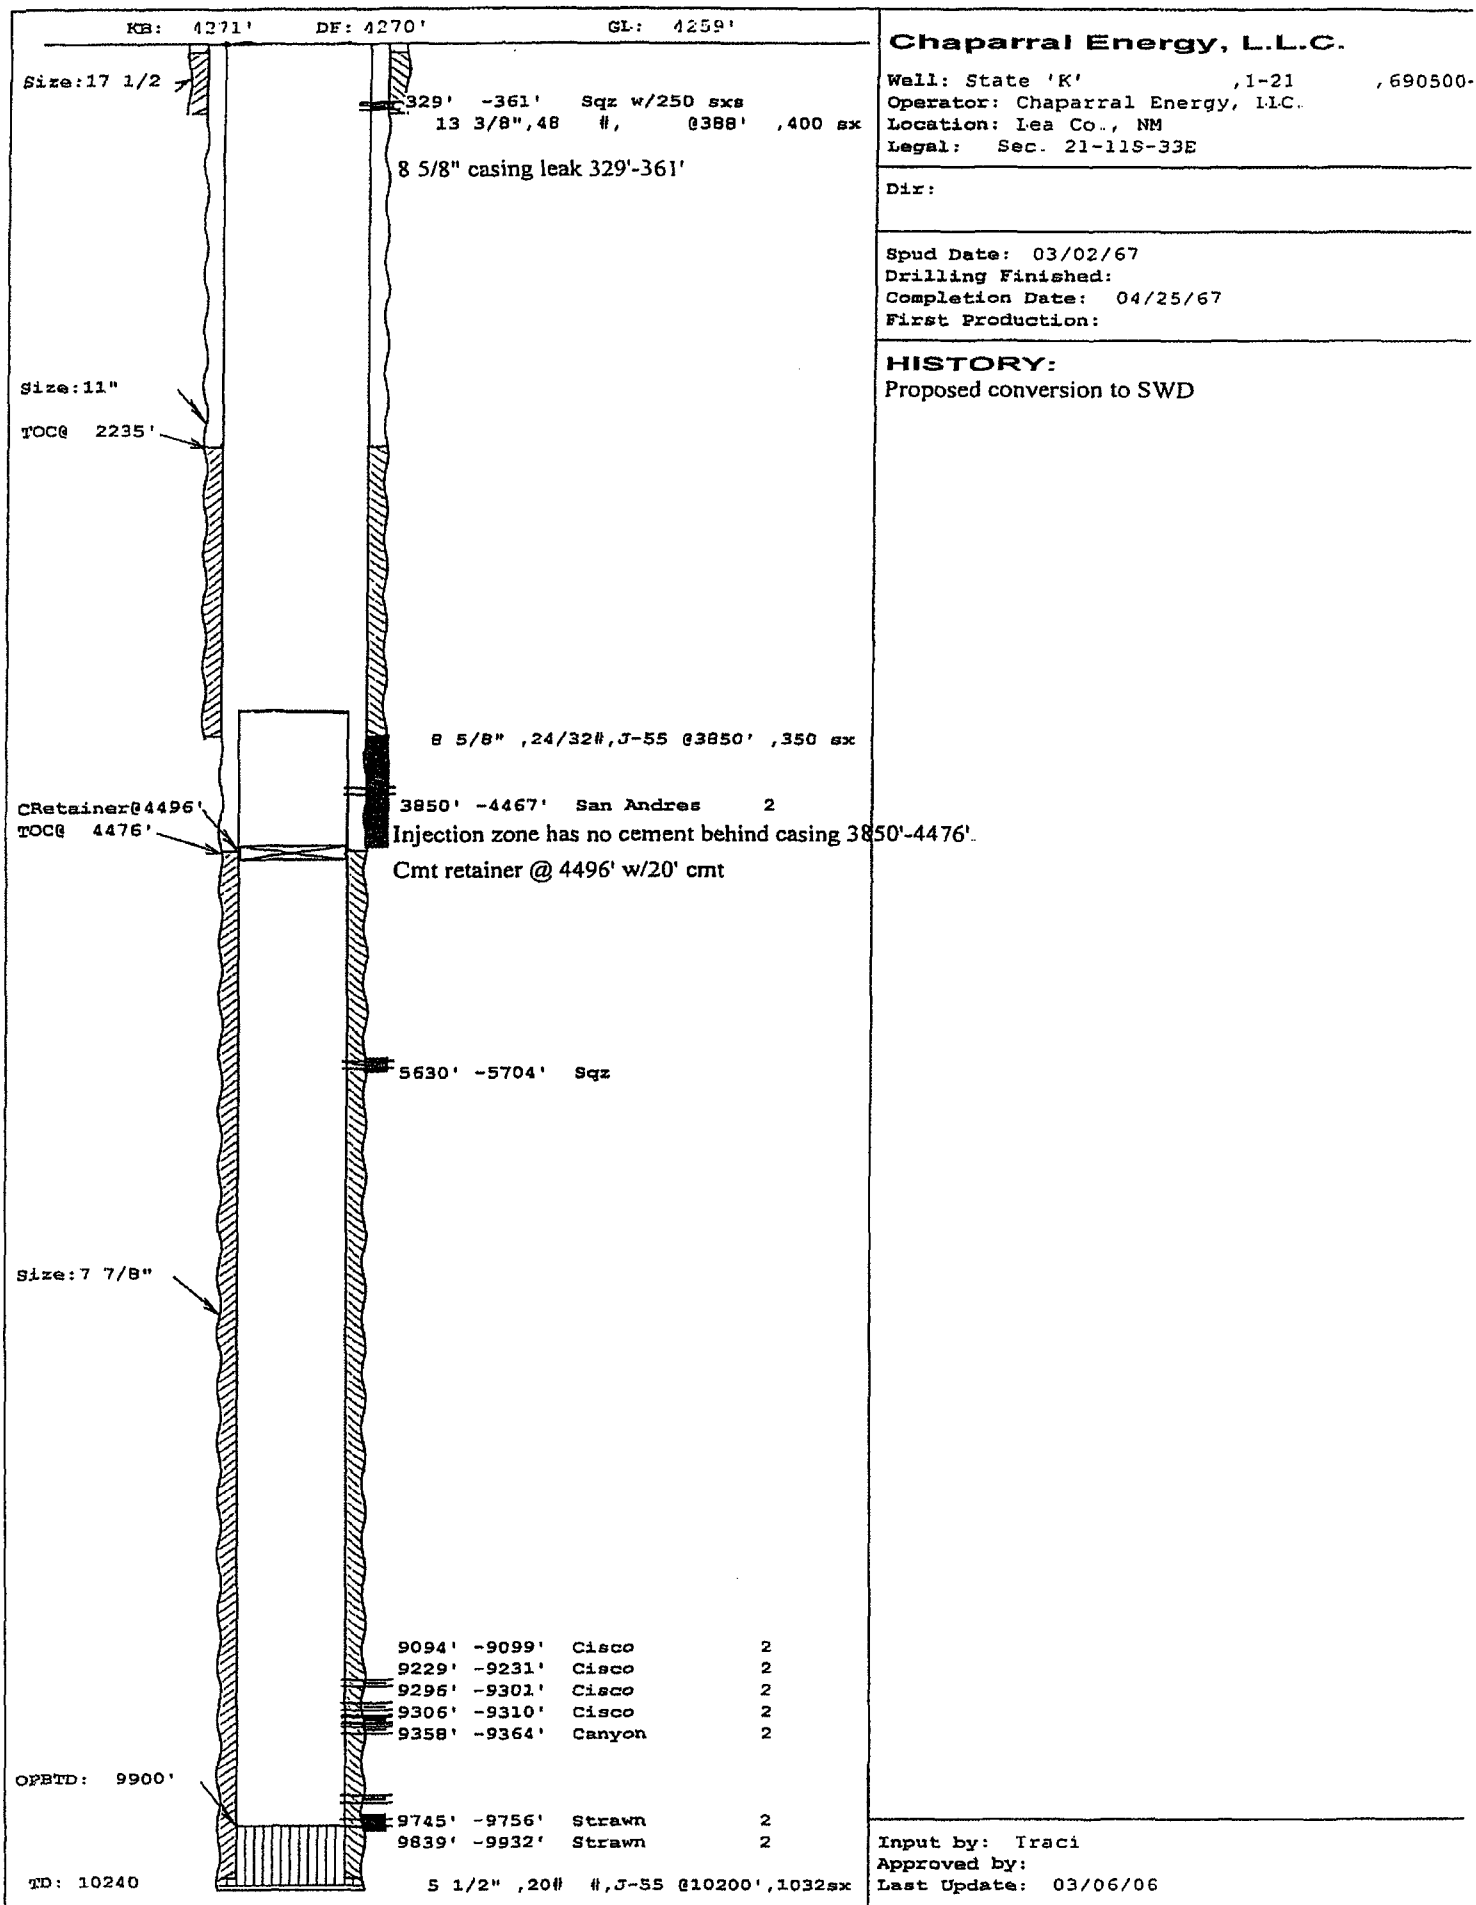 KB: 4271' DF: 4270' GL: 4259'
Size:17 1/2
329' -361' Sqz w/250 sxs
13 3/8",48 #, @388' ,400 sx
8 5/8" casing leak 329'-361'
Size:11"
TOC@ 2235'
8 5/8" ,24/32#,J-55 @3850' ,350 sx
CRetainer@4496'
TOC@ 4476'
3850' -4467' San Andres 2
Injection zone has no cement behind casing 3850'-4476'.
Cmt retainer @ 4496' w/20' cmt
5630' -5704' Sqz
Size:7 7/8"
9094' -9099' Cisco 2
9229' -9231' Cisco 2
9296' -9301' Cisco 2
9306' -9310' Cisco 2
9358' -9364' Canyon 2
OPBTD: 9900'
9745' -9756' Strawn 2
9839' -9932' Strawn 2
TD: 10240
5 1/2" ,20# #,J-55 @10200',1032sx
Chaparral Energy, L.L.C.
Well: State 'K' ,1-21 ,690500-
Operator: Chaparral Energy, LLC.
Location: Lea Co., NM
Legal: Sec. 21-11S-33E
Dir:
Spud Date: 03/02/67
Drilling Finished:
Completion Date: 04/25/67
First Production:
HISTORY:
Proposed conversion to SWD
Input by: Traci
Approved by:
Last Update: 03/06/06